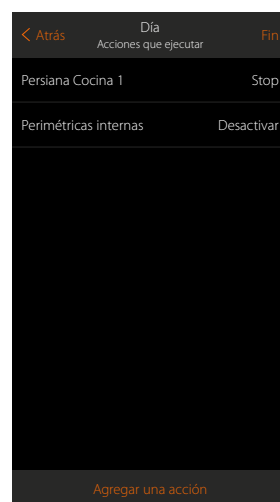 Atrás
Día
Fin
Acciones que ejecutar
Persiana Cocina 1 Stop
Perimétricas internas Desactivar
Agregar una acción